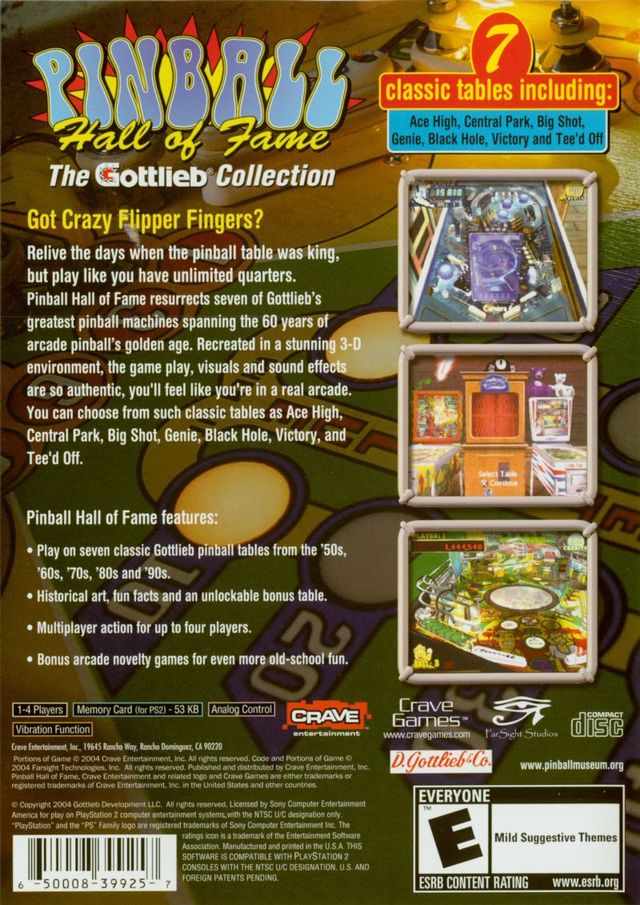 PINBALL
Hall of Fame
The Gottlieb® Collection
7
classic tables including:
Ace High, Central Park, Big Shot,
Genie, Black Hole, Victory and Tee'd Off
Got Crazy Flipper Fingers?
Relive the days when the pinball table was king,
but play like you have unlimited quarters.
Pinball Hall of Fame resurrects seven of Gottlieb's
greatest pinball machines spanning the 60 years of
arcade pinball's golden age. Recreated in a stunning 3-D
environment, the game play, visuals and sound effects
are so authentic, you'll feel like you're in a real arcade.
You can choose from such classic tables as Ace High,
Central Park, Big Shot, Genie, Black Hole, Victory, and
Tee'd Off.
Camera
Select Table
X Continue
1,444,540
BALL 3
Pinball Hall of Fame features:
• Play on seven classic Gottlieb pinball tables from the '50s,
'60s, '70s, '80s and '90s.
• Historical art, fun facts and an unlockable bonus table.
• Multiplayer action for up to four players.
• Bonus arcade novelty games for even more old-school fun.
1-4 Players
Memory Card (for PS2) - 53 KB
Analog Control
Vibration Function
CRAVE
entertainment
Crave
Games™
www.cravegames.com
FarSight Studios
COMPACT
disc
D. Gottlieb & Co.
www.pinballmuseum.org
Crave Entertainment, Inc., 19645 Rancho Way, Rancho Dominguez, CA 90220
Portions of Game © 2004 Crave Entertainment, Inc. All rights reserved. Code and Portions of Game ©
2004 Farsight Technologies, Inc. All rights reserved. Published and distributed by Crave Entertainment, Inc.
Pinball Hall of Fame, Crave Entertainment and related logo and Crave Games are either trademarks or
registered trademarks of Crave Entertainment, Inc. in the United States and other countries.
© Copyright 2004 Gottlieb Development LLC. All rights reserved. Licensed by Sony Computer Entertainment
America for play on PlayStation 2 computer entertainment systems,with the NTSC U/C designation only.
"PlayStation" and the "PS" Family logo are registered trademarks of Sony Computer Entertainment Inc. The
ratings icon is a trademark of the Entertainment Software
Association. Manufactured and printed in the U.S.A. THIS
SOFTWARE IS COMPATIBLE WITH PLAYSTATION 2
CONSOLES WITH THE NTSC U/C DESIGNATION. U.S. AND
FOREIGN PATENTS PENDING.
6 -50008-39925- 7
EVERYONE
TM
E
Mild Suggestive Themes
ESRB CONTENT RATING www.esrb.org